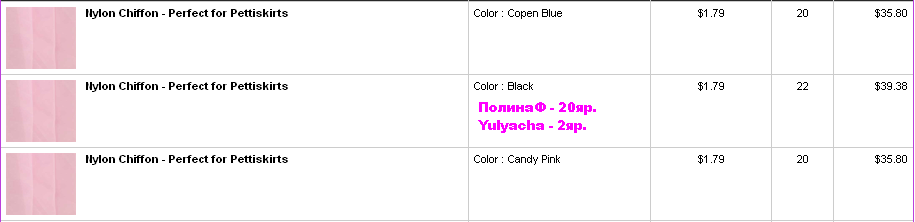 Nylon Chiffon - Perfect for Pettiskirts Color : Copen Blue $1.79 20 $35.80
Nylon Chiffon - Perfect for Pettiskirts Color : Black $1.79 22 $39.38
ПолинаФ - 20яр.
Yulyacha - 2яр.
Nylon Chiffon - Perfect for Pettiskirts Color : Candy Pink $1.79 20 $35.80